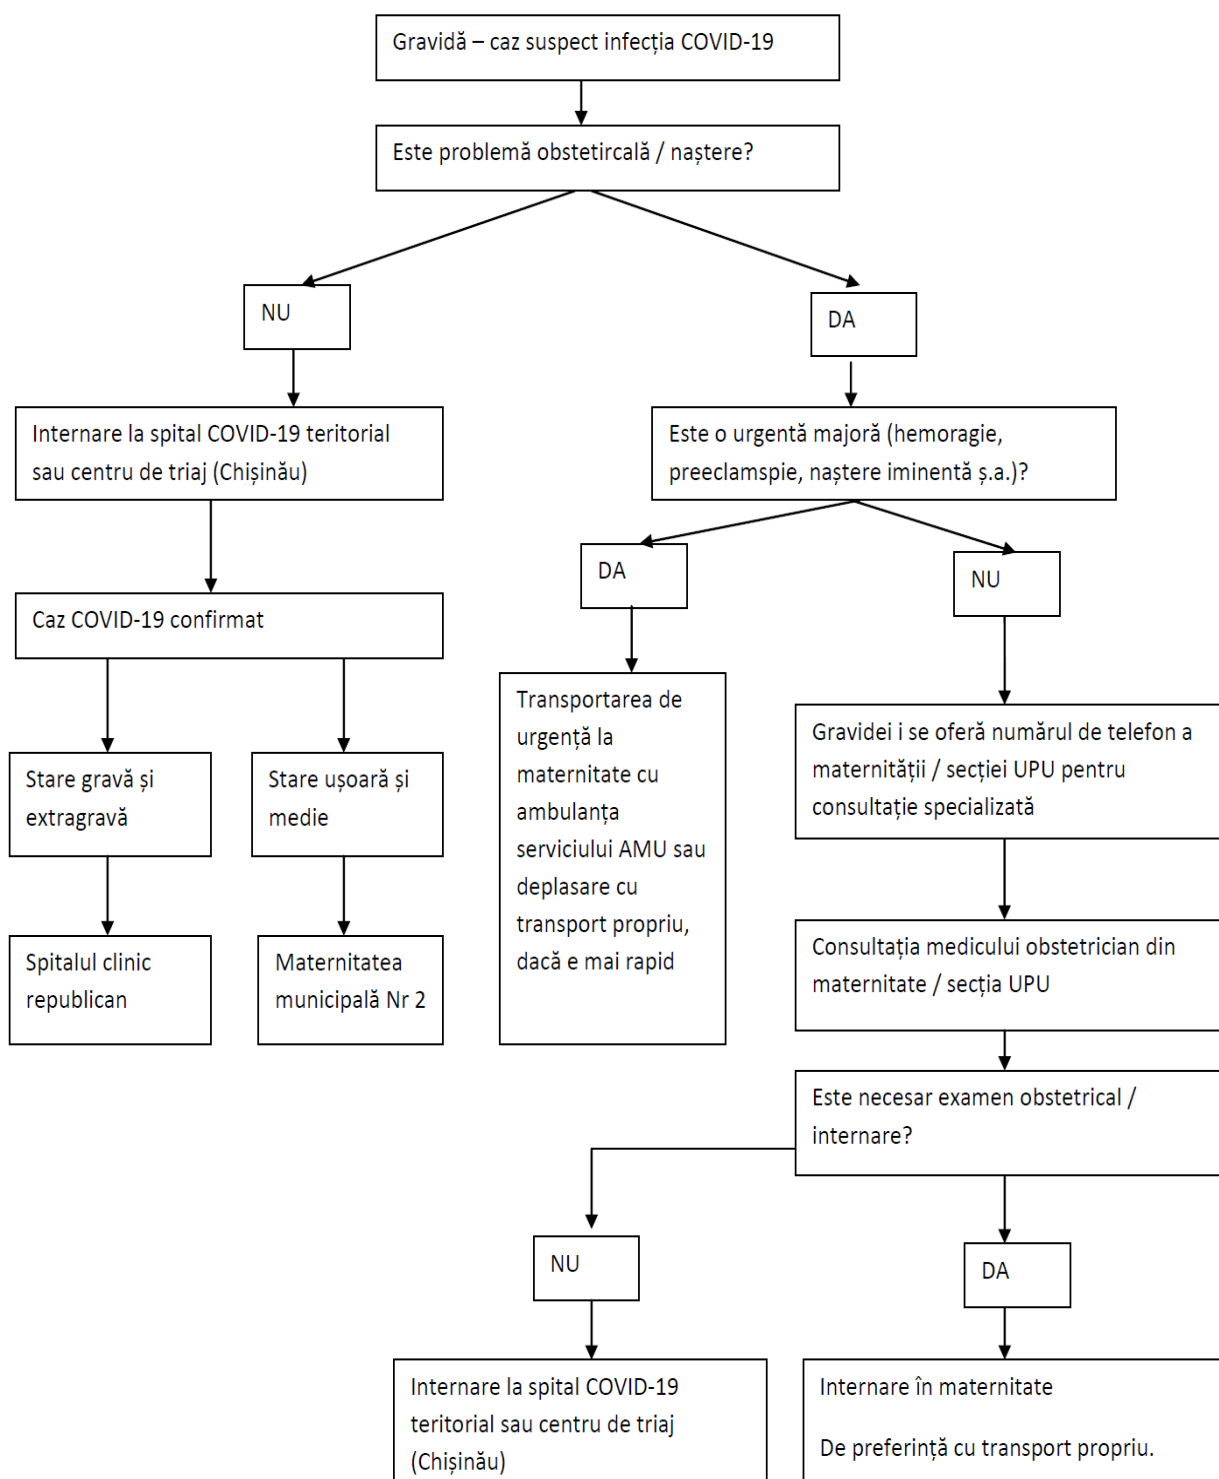 Gravidă – caz suspect infecția COVID-19
Este problemă obstetircală / naștere?
NU
DA
Internare la spital COVID-19 teritorial
sau centru de triaj (Chișinău)
Este o urgentă majoră (hemoragie,
preeclamspie, naștere iminentă ș.a.)?
DA
NU
Caz COVID-19 confirmat
Transportarea de
urgență la
maternitate cu
ambulanța
serviciului AMU sau
deplasare cu
transport propriu,
dacă e mai rapid
Gravidei i se oferă numărul de telefon a
maternității / secției UPU pentru
consultație specializată
Stare gravă și
extragravă
Stare ușoară și
medie
Spitalul clinic
republican
Maternitatea
municipală Nr 2
Consultația medicului obstetrician din
maternitate / secția UPU
Este necesar examen obstetrical /
internare?
NU
DA
Internare la spital COVID-19
teritorial sau centru de triaj
(Chișinău)
Internare în maternitate
De preferință cu transport propriu.